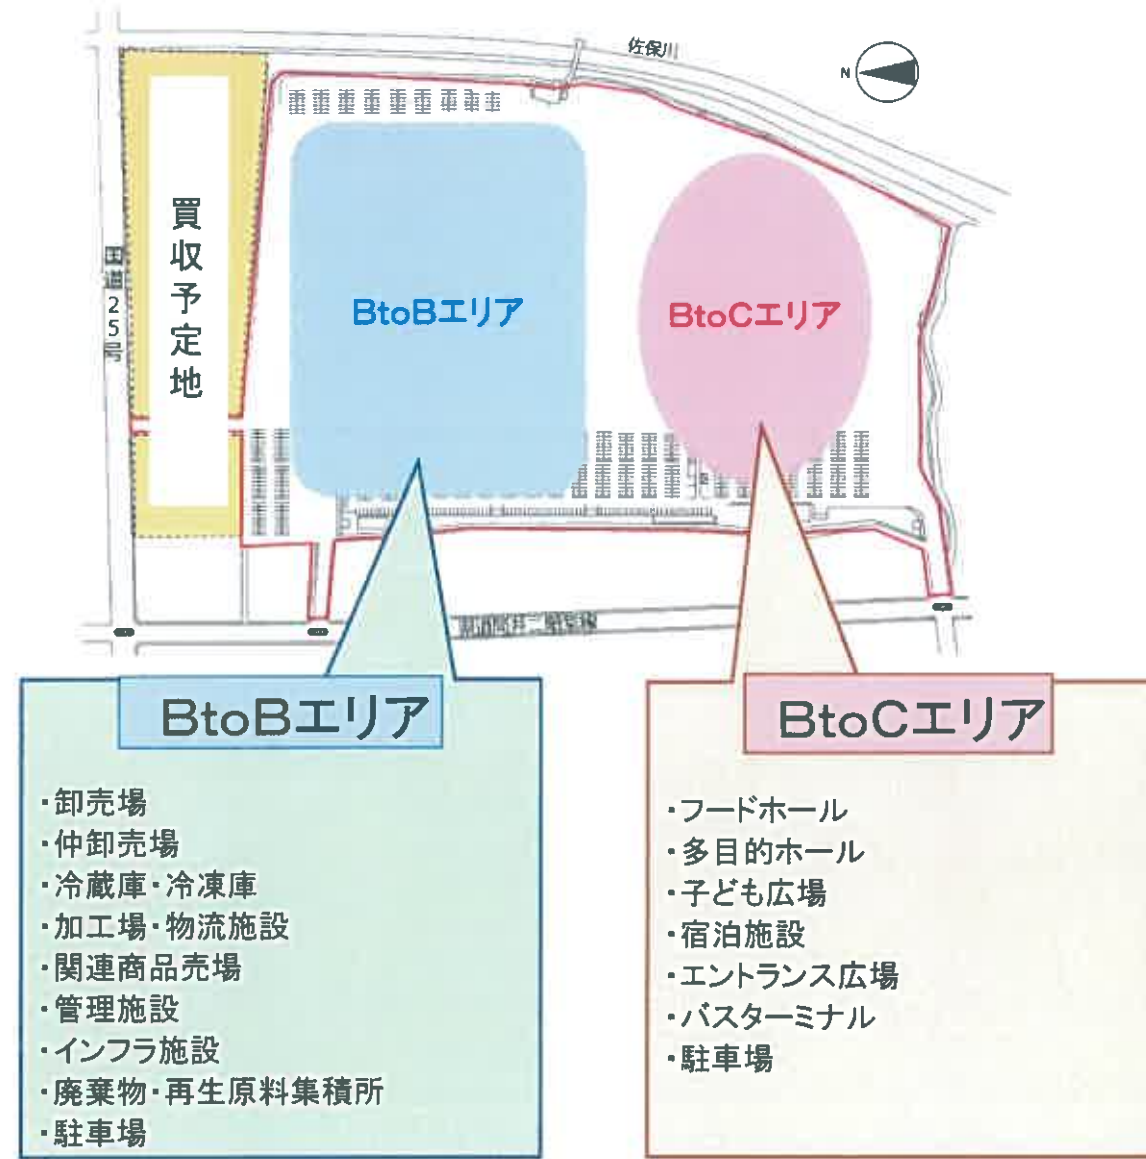 佐保川
N
買収予定地
国道25号
BtoBエリア
BtoCエリア
BtoBエリア
・卸売場
・仲卸売場
・冷蔵庫・冷凍庫
・加工場・物流施設
・関連商品売場
・管理施設
・インフラ施設
・廃棄物・再生原料集積所
・駐車場
BtoCエリア
・フードホール
・多目的ホール
・子ども広場
・宿泊施設
・エントランス広場
・バスターミナル
・駐車場